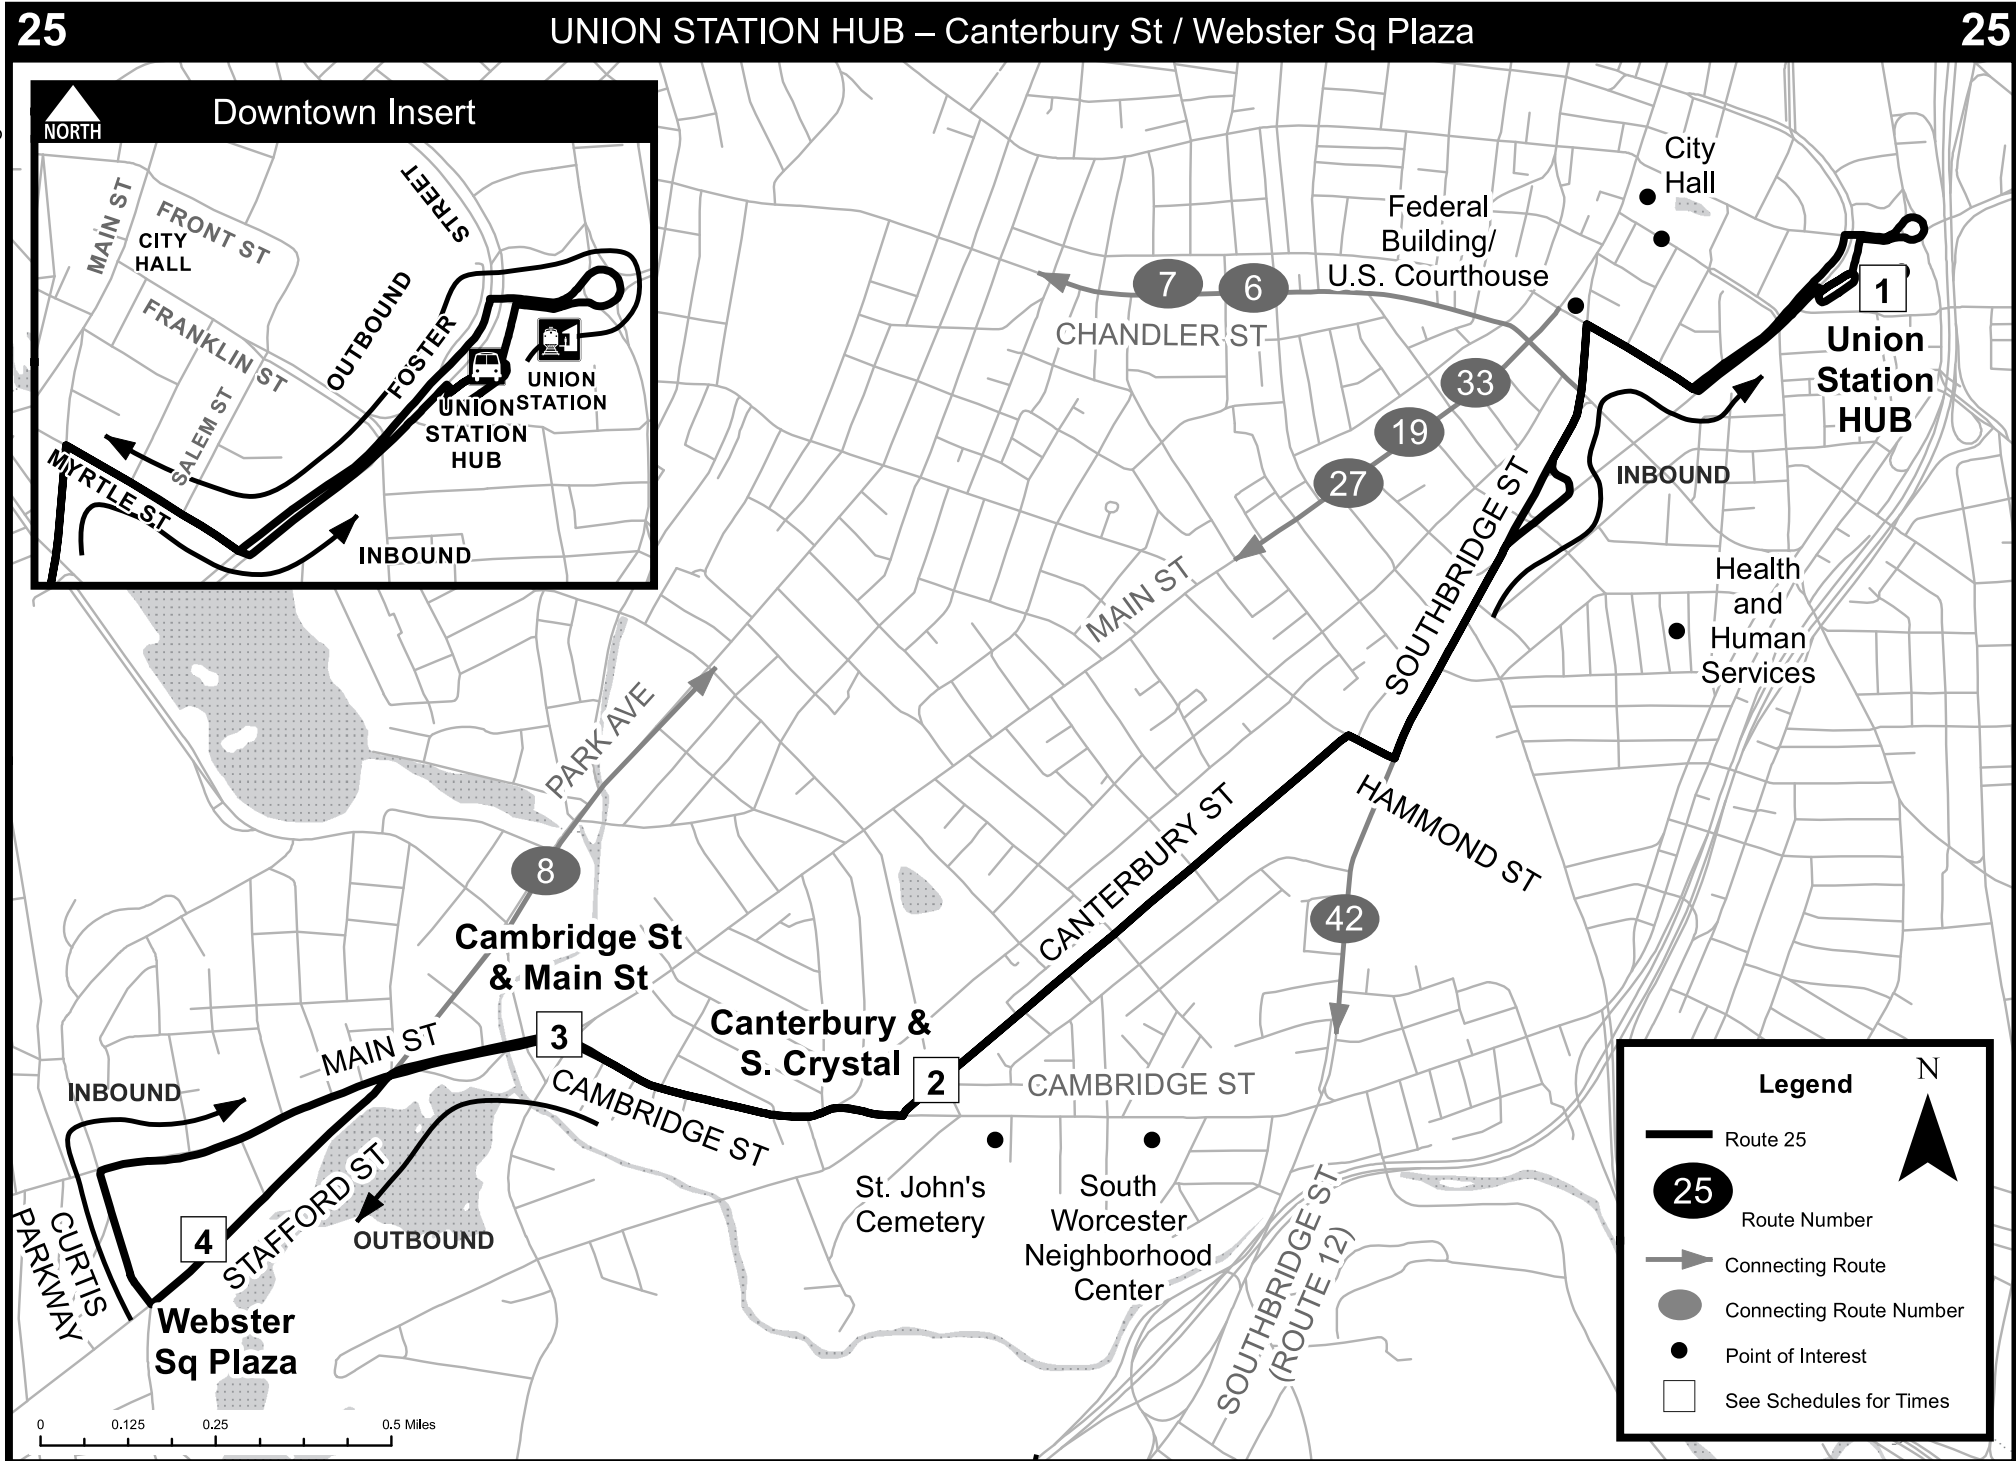 25
UNION STATION HUB – Canterbury St / Webster Sq Plaza
25
NORTH
Downtown Insert
MAIN ST
FRONT ST
CITY
HALL
FRANKLIN ST
SALEM ST
STREET
OUTBOUND
FOSTER
UNION
STATION
UNION
STATION
HUB
MYRTLE ST
INBOUND
City
Hall
Federal
Building/
U.S. Courthouse
7
6
CHANDLER ST
33
19
27
MAIN ST
1
Union
Station
HUB
INBOUND
SOUTHBRIDGE ST
Health
and
Human
Services
PARK AVE
8
HAMMOND ST
CANTERBURY ST
42
Cambridge St
& Main St
3
Canterbury &
S. Crystal
2
CAMBRIDGE ST
MAIN ST
INBOUND
CAMBRIDGE ST
STAFFORD ST
OUTBOUND
4
CURTIS
PARKWAY
Webster
Sq Plaza
St. John's
Cemetery
South
Worcester
Neighborhood
Center
SOUTHBRIDGE ST
(ROUTE 12)
0
0.125
0.25
0.5 Miles
Legend
N
Route 25
25
Route Number
Connecting Route
Connecting Route Number
Point of Interest
See Schedules for Times